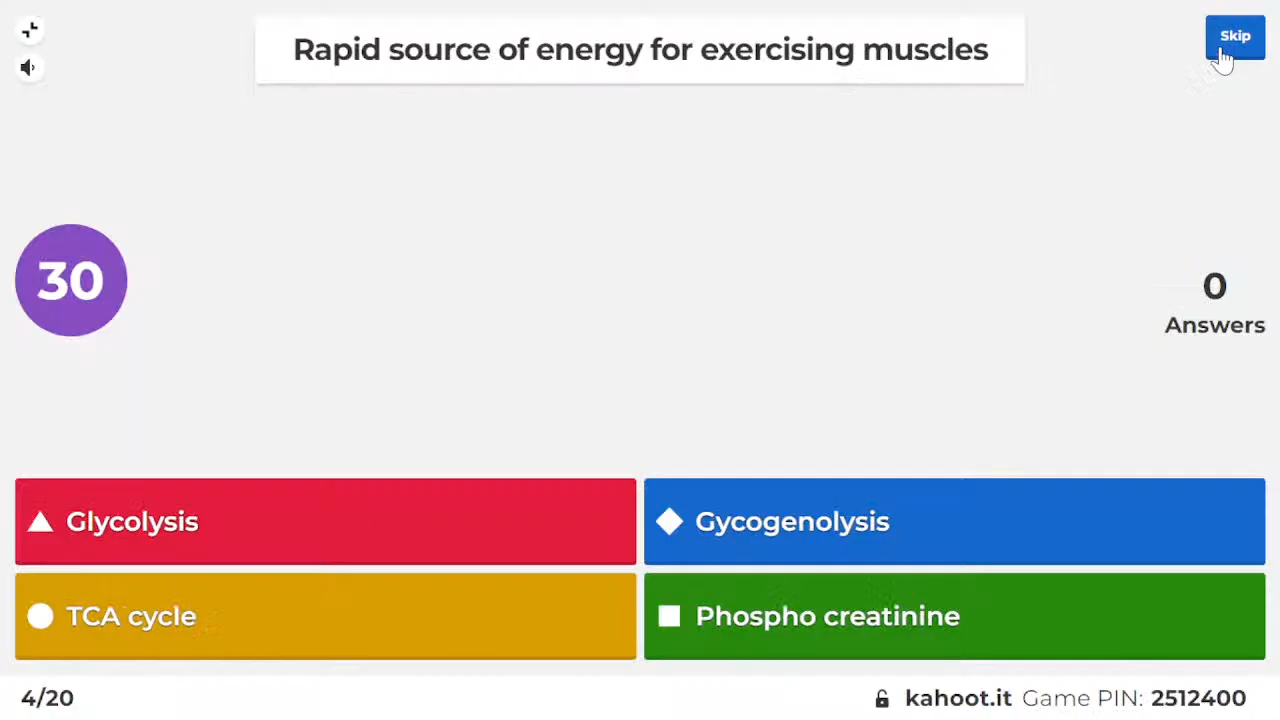 Rapid source of energy for exercising muscles
Skip
30
0
Answers
Glycolysis
Gycogenolysis
TCA cycle
Phospho creatinine
4/20
kahoot.it Game PIN: 2512400